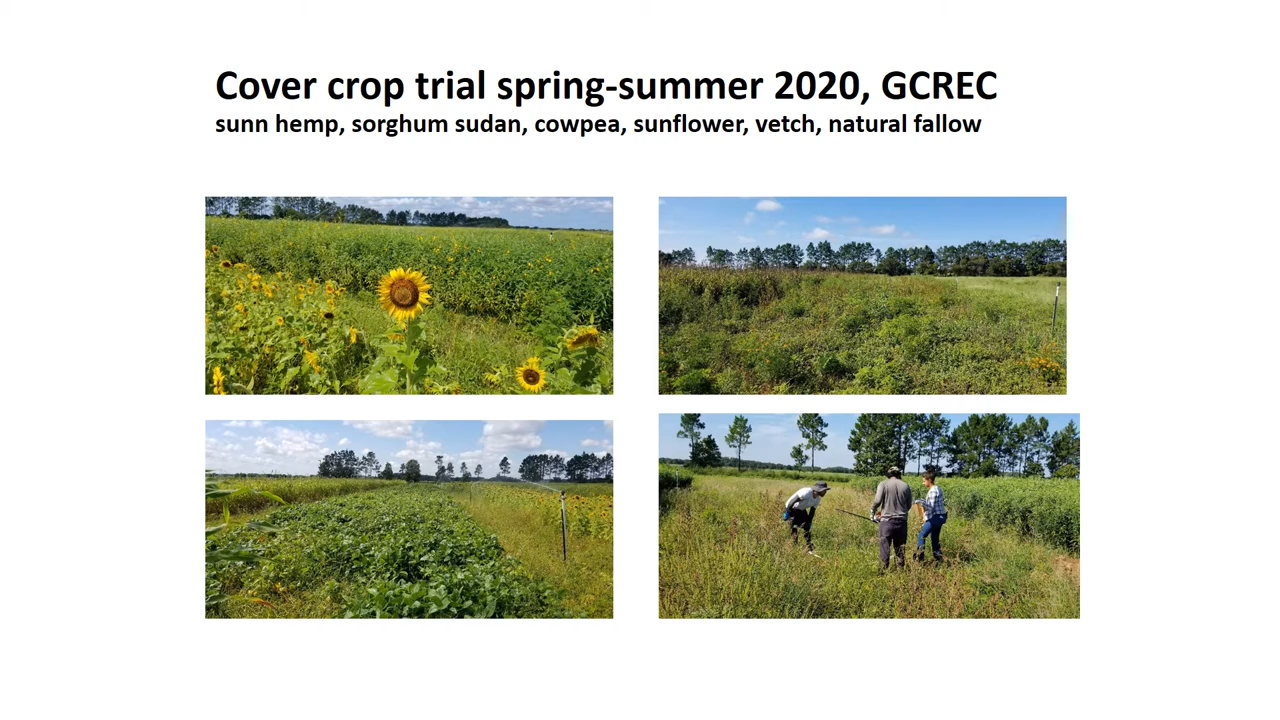 Cover crop trial spring-summer 2020, GCREC
sunn hemp, sorghum sudan, cowpea, sunflower, vetch, natural fallow